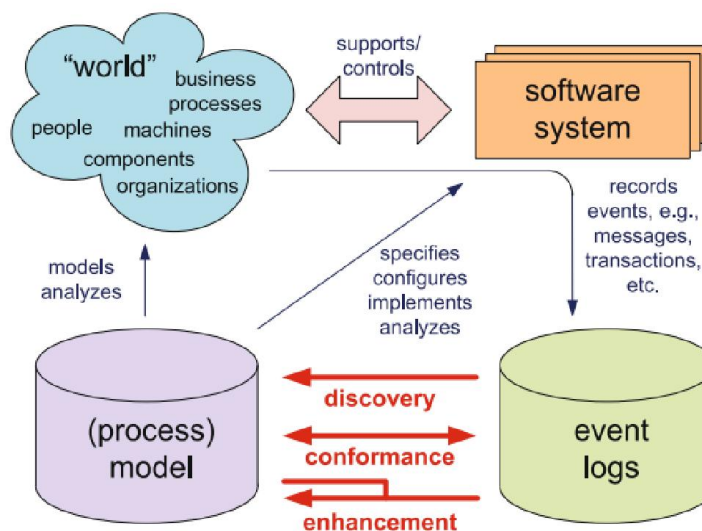 “world”
business
processes
people
machines
components
organizations
supports/
controls
software
system
records
events, e.g.,
messages,
transactions,
etc.
models
analyzes
specifies
configures
implements
analyzes
(process)
model
discovery
conformance
enhancement
event
logs